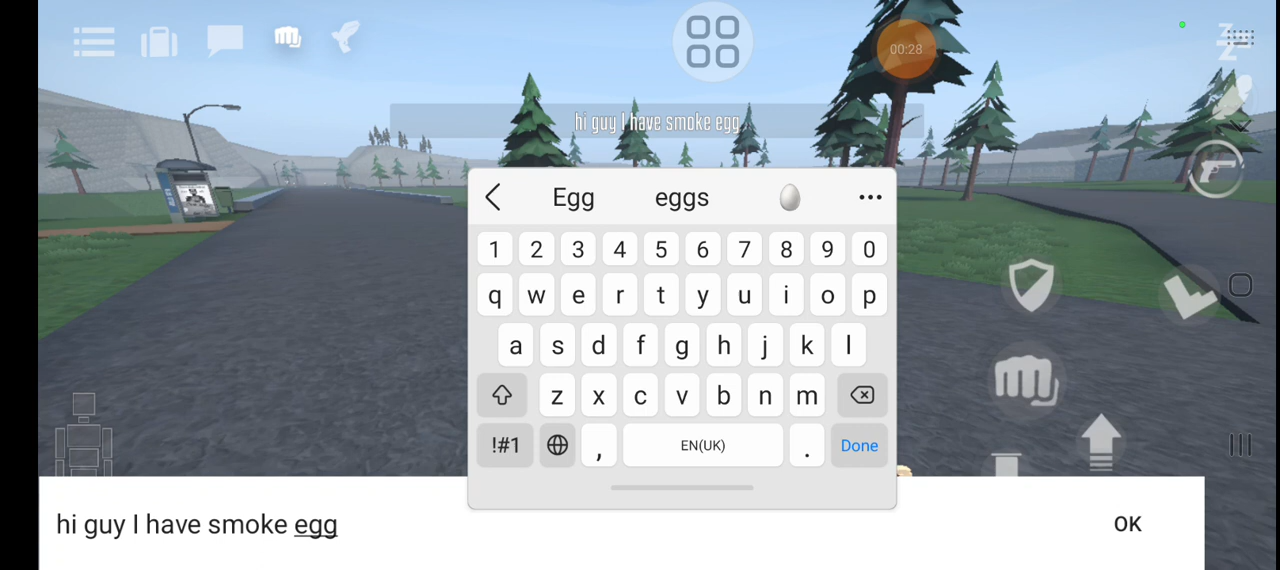 00:28
hi guy I have smoke egg
Egg eggs
1 2 3 4 5 6 7 8 9 0
q w e r t y u i o p
a s d f g h j k l
z x c v b n m
!#1 , EN(UK) . Done
hi guy I have smoke egg OK